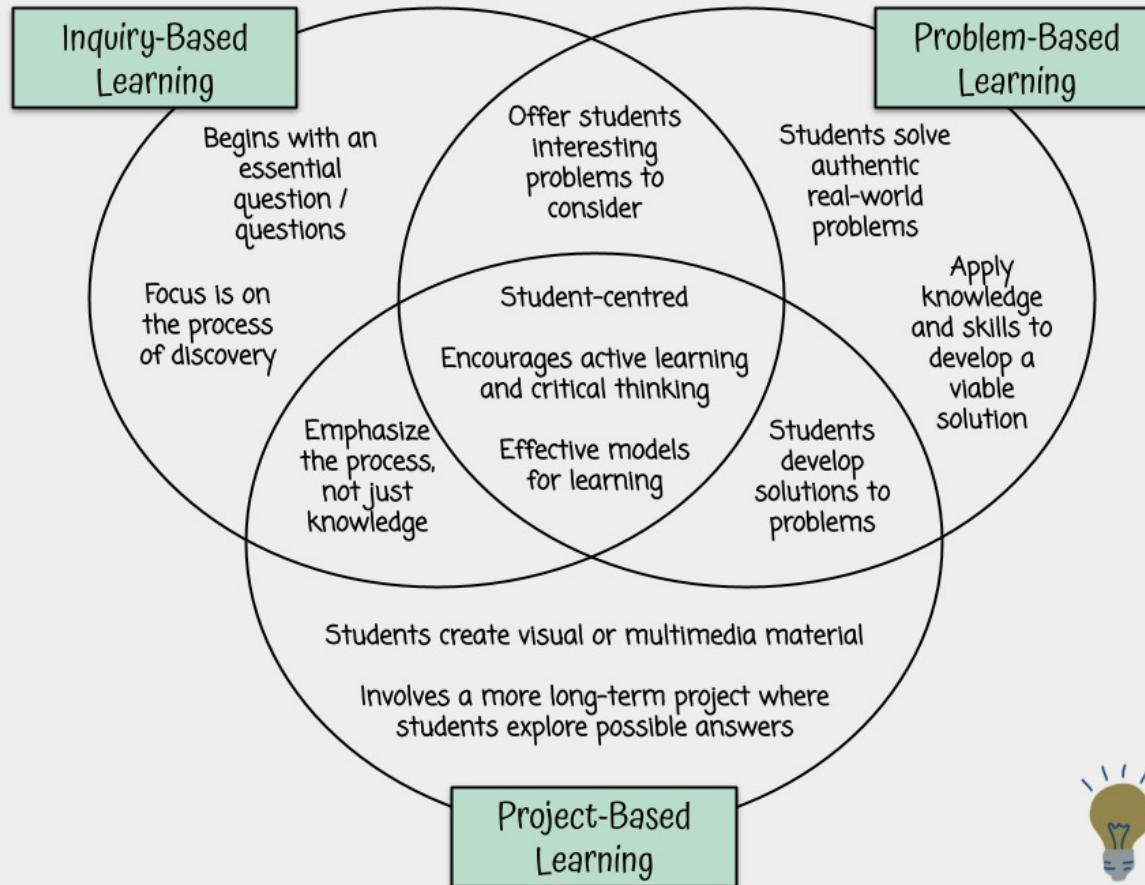 Inquiry-Based
Learning
Problem-Based
Learning
Begins with an
essential
question /
questions
Focus is on
the process
of discovery
Offer students
interesting
problems to
consider
Students solve
authentic
real-world
problems
Apply
knowledge
and skills to
develop a
viable
solution
Student-centred
Encourages active learning
and critical thinking
Effective models
for learning
Emphasize
the process,
not just
knowledge
Students
develop
solutions to
problems
Students create visual or multimedia material
Involves a more long-term project where
students explore possible answers
Project-Based
Learning